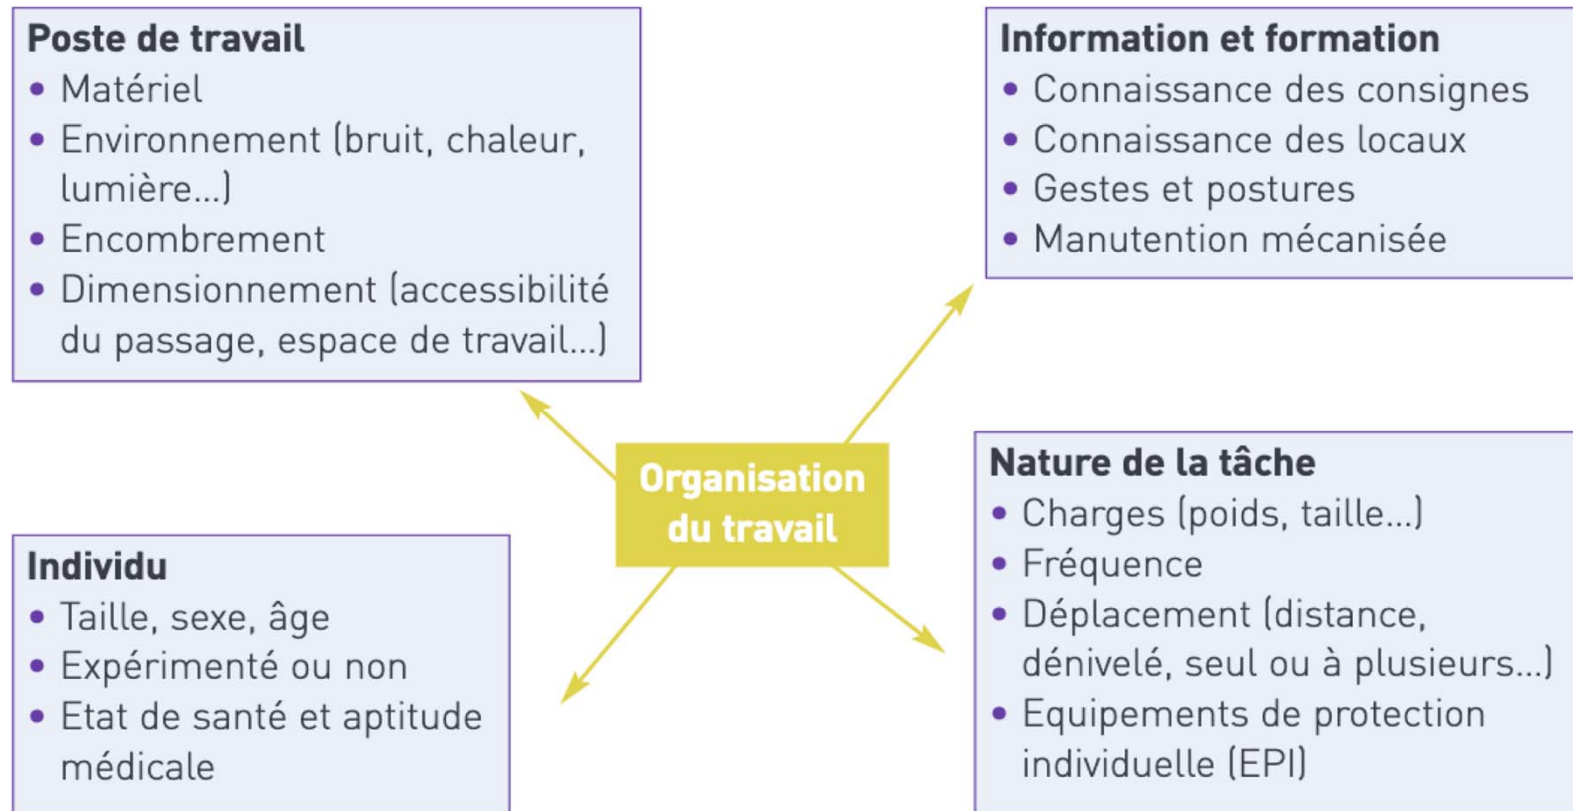 Poste de travail
• Matériel
• Environnement (bruit, chaleur,
lumière...)
• Encombrement
• Dimensionnement (accessibilité
du passage, espace de travail...)
Information et formation
• Connaissance des consignes
• Connaissance des locaux
• Gestes et postures
• Manutention mécanisée
Organisation
du travail
Individu
• Taille, sexe, âge
• Expérimenté ou non
• Etat de santé et aptitude
médicale
Nature de la tâche
• Charges (poids, taille...)
• Fréquence
• Déplacement (distance,
dénivelé, seul ou à plusieurs...)
• Equipements de protection
individuelle (EPI)